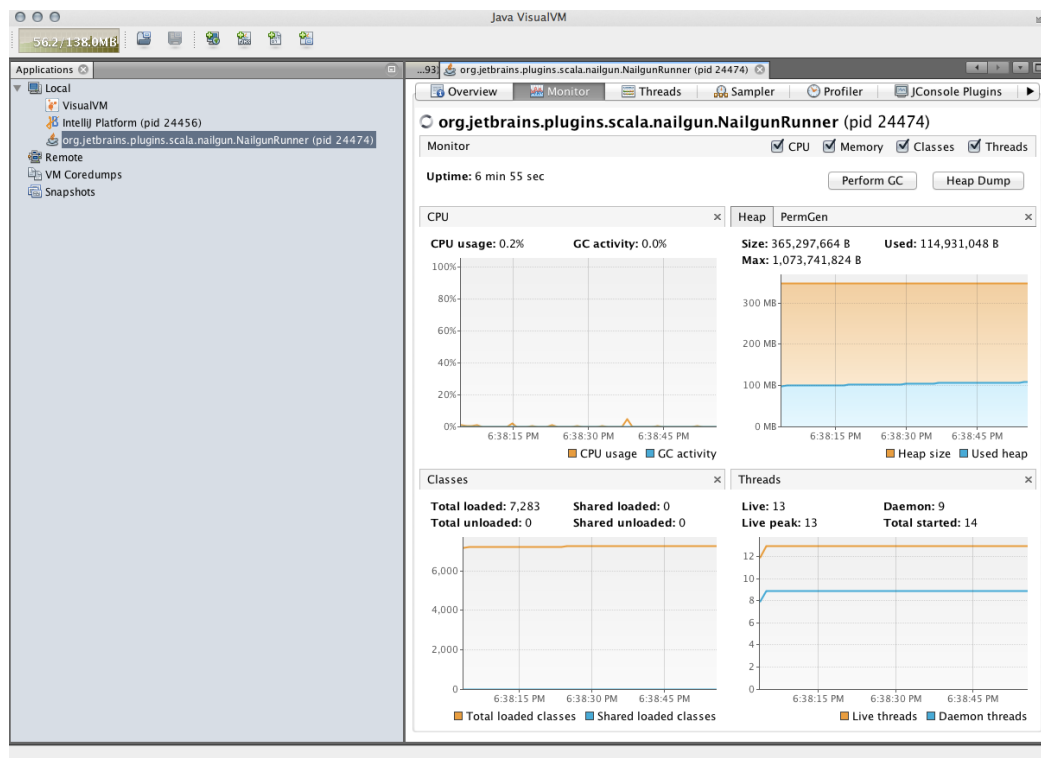 Java VisualVM
56.2/138.0MB
Applications
...93)
org.jetbrains.plugins.scala.nailgun.NailgunRunner (pid 24474)
Local
VisualVM
IntelliJ Platform (pid 24456)
org.jetbrains.plugins.scala.nailgun.NailgunRunner (pid 24474)
Remote
VM Coredumps
Snapshots
Overview Monitor Threads Sampler Profiler JConsole Plugins
org.jetbrains.plugins.scala.nailgun.NailgunRunner (pid 24474)
Monitor CPU Memory Classes Threads
Uptime: 6 min 55 sec
Perform GC Heap Dump
CPU
CPU usage: 0.2% GC activity: 0.0%
100%
80%
60%
40%
20%
0%
6:38:15 PM 6:38:30 PM 6:38:45 PM
CPU usage GC activity
Heap PermGen
Size: 365,297,664 B Used: 114,931,048 B
Max: 1,073,741,824 B
300 MB
200 MB
100 MB
0 MB
6:38:15 PM 6:38:30 PM 6:38:45 PM
Heap size Used heap
Classes
Total loaded: 7,283 Shared loaded: 0
Total unloaded: 0 Shared unloaded: 0
6,000
4,000
2,000
0
6:38:15 PM 6:38:30 PM 6:38:45 PM
Total loaded classes Shared loaded classes
Threads
Live: 13 Daemon: 9
Live peak: 13 Total started: 14
12
10
8
6
4
2
0
6:38:15 PM 6:38:30 PM 6:38:45 PM
Live threads Daemon threads